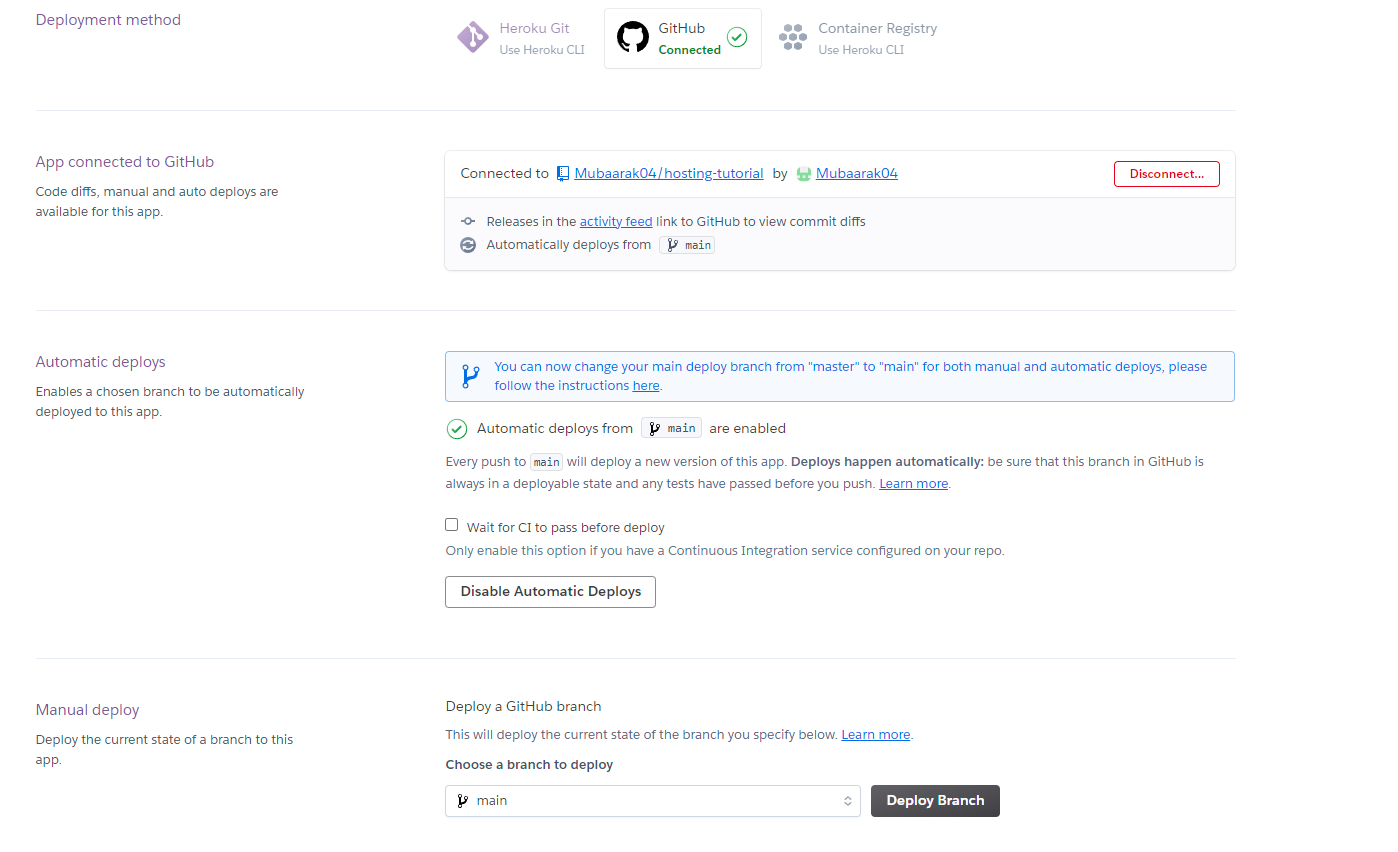 Deployment method
Heroku Git
Use Heroku CLI
GitHub
Connected
Container Registry
Use Heroku CLI
App connected to GitHub
Code diffs, manual and auto deploys are
available for this app.
Connected to Mubaarak04/hosting-tutorial by Mubaarak04
Disconnect...
Releases in the activity feed link to GitHub to view commit diffs
Automatically deploys from main
Automatic deploys
Enables a chosen branch to be automatically
deployed to this app.
You can now change your main deploy branch from "master" to "main" for both manual and automatic deploys, please
follow the instructions here.
Automatic deploys from main are enabled
Every push to main will deploy a new version of this app. Deploys happen automatically: be sure that this branch in GitHub is
always in a deployable state and any tests have passed before you push. Learn more.
Wait for CI to pass before deploy
Only enable this option if you have a Continuous Integration service configured on your repo.
Disable Automatic Deploys
Manual deploy
Deploy the current state of a branch to this
app.
Deploy a GitHub branch
This will deploy the current state of the branch you specify below. Learn more.
Choose a branch to deploy
main
Deploy Branch